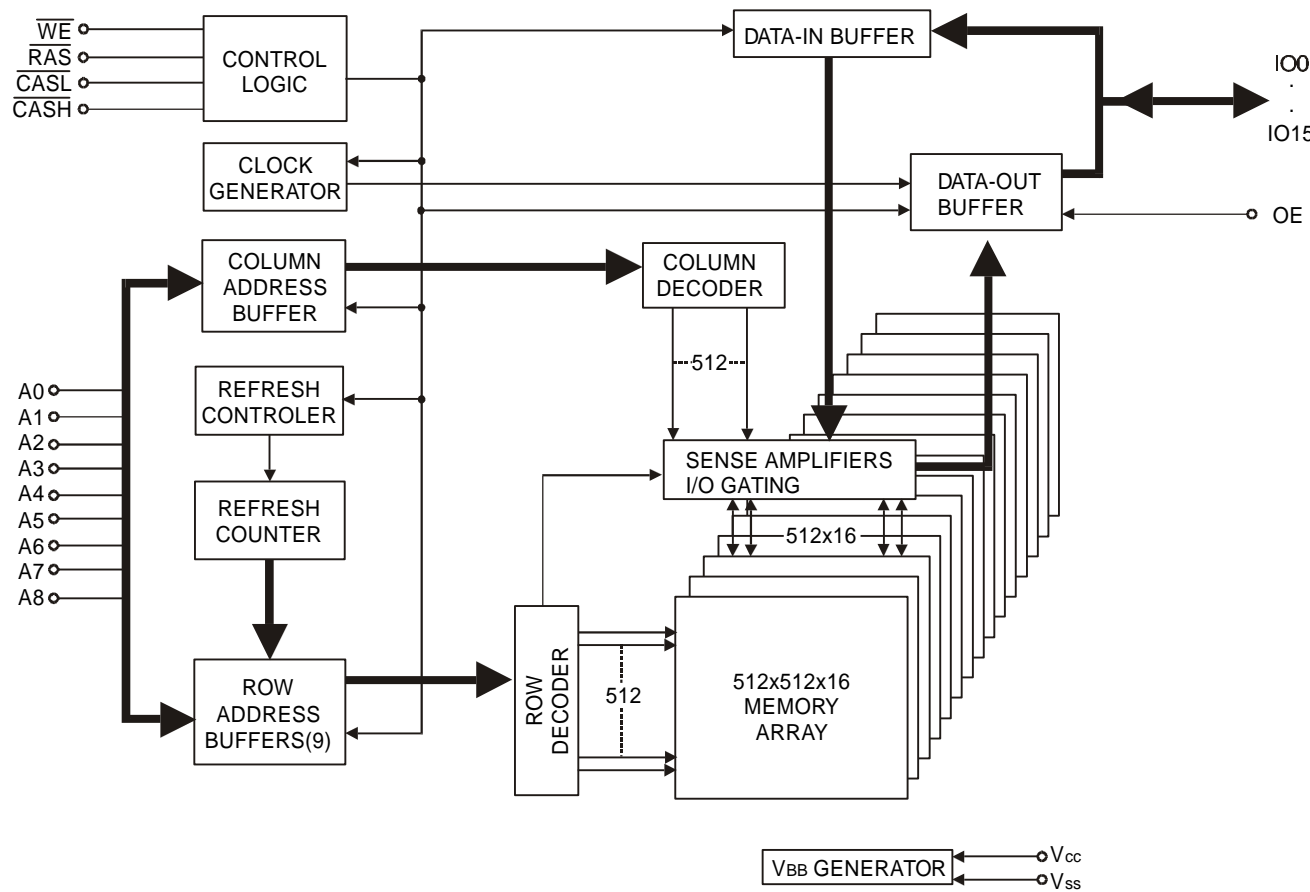 WE
RAS
CASL
CASH
CONTROL
LOGIC
DATA-IN BUFFER
IO0
.
.
IO15
CLOCK
GENERATOR
DATA-OUT
BUFFER
OE
COLUMN
ADDRESS
BUFFER
COLUMN
DECODER
512
A0
A1
A2
A3
A4
A5
A6
A7
A8
REFRESH
CONTROLER
REFRESH
COUNTER
SENSE AMPLIFIERS
I/O GATING
512x16
ROW
ADDRESS
BUFFERS(9)
ROW
DECODER
512
512x512x16
MEMORY
ARRAY
VBB GENERATOR
Vcc
Vss